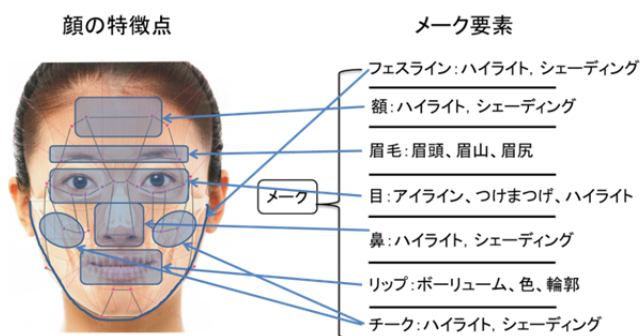 顔の特徴点
メーク要素
フェスライン：ハイライト, シェーディング
額：ハイライト, シェーディング
眉毛：眉頭、眉山、眉尻
メーク
目：アイライン、つけまつげ、ハイライト
鼻：ハイライト, シェーディング
リップ：ボーリューム、色、輪郭
チーク：ハイライト, シェーディング